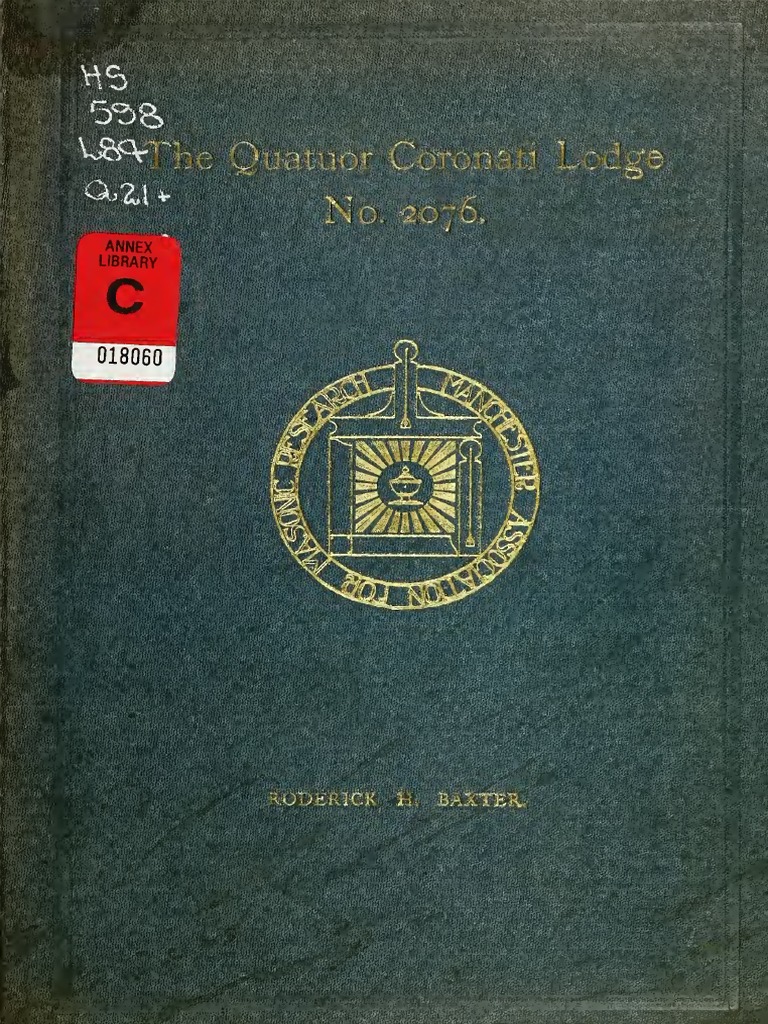 HS
598
L84
Q21+
The Quatuor Coronati Lodge
No. 2076.
ANNEX
LIBRARY
C
018060
MANCHESTER ASSOCIATION FOR MASONIC RESEARCH
RODERICK H. BAXTER.